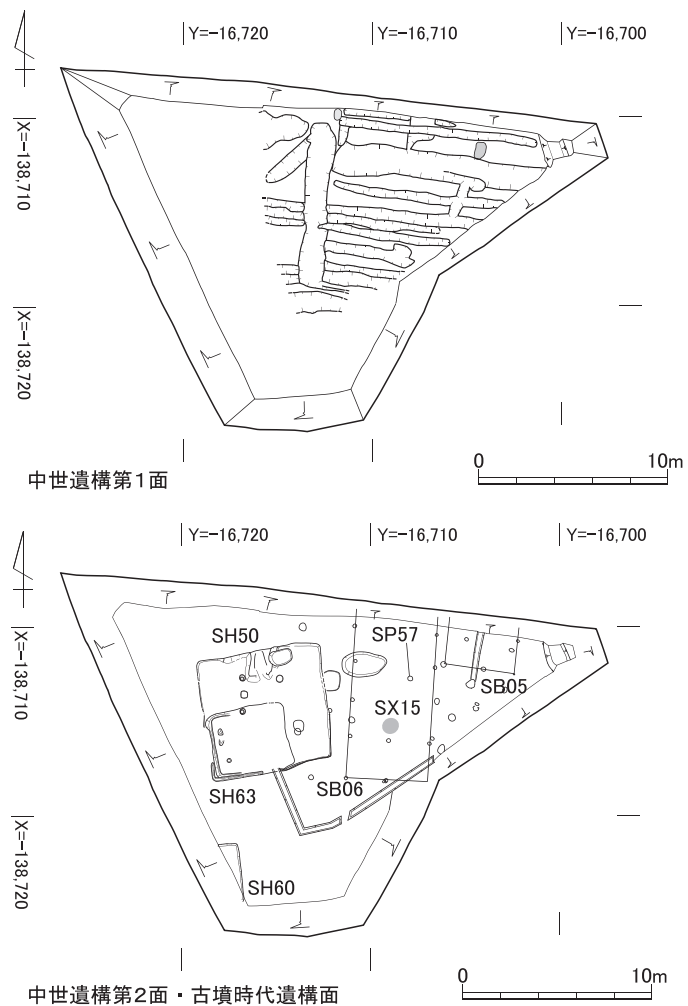 Y=-16,720
Y=-16,710
Y=-16,700
X=-138,710
X=-138,720
0 10m
中世遺構第1面
Y=-16,720
Y=-16,710
Y=-16,700
X=-138,710
SH50
SP57
SB05
SX15
SH63
SB06
X=-138,720
SH60
0 10m
中世遺構第2面・古墳時代遺構面